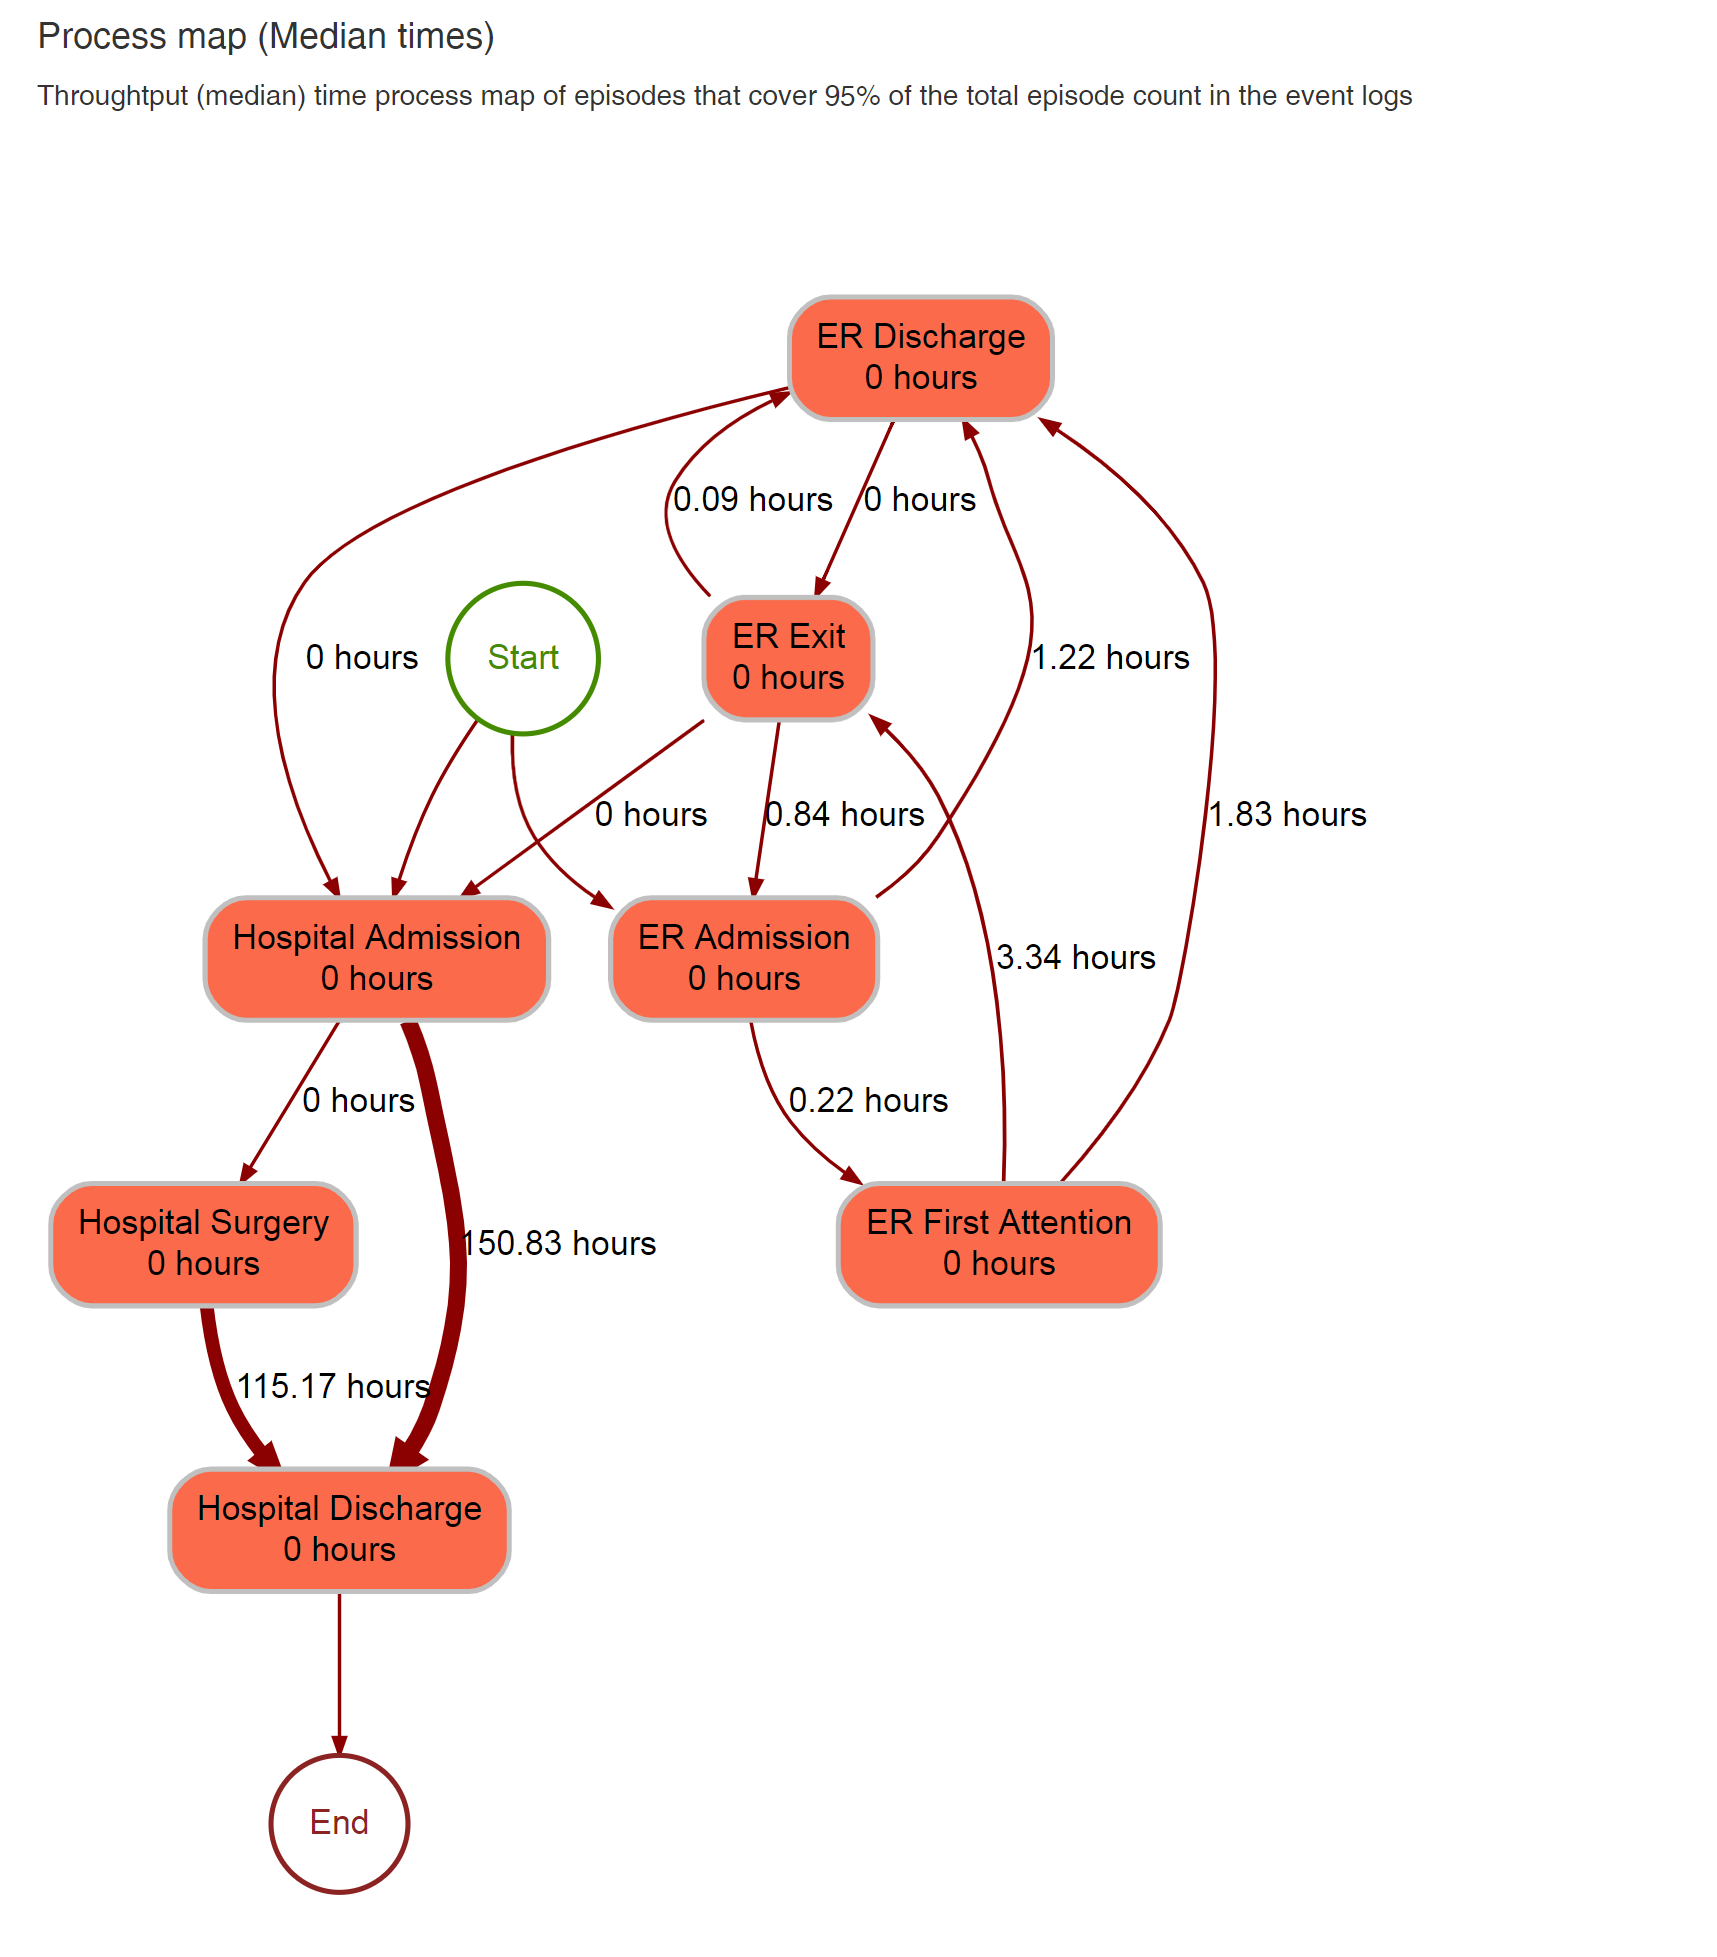 Process map (Median times)
Throughtput (median) time process map of episodes that cover 95% of the total episode count in the event logs
ER Discharge
0 hours
0.09 hours
0 hours
ER Exit
0 hours
0 hours
Start
1.22 hours
0 hours
0.84 hours
1.83 hours
Hospital Admission
0 hours
ER Admission
0 hours
3.34 hours
0 hours
0.22 hours
Hospital Surgery
0 hours
150.83 hours
ER First Attention
0 hours
115.17 hours
Hospital Discharge
0 hours
End